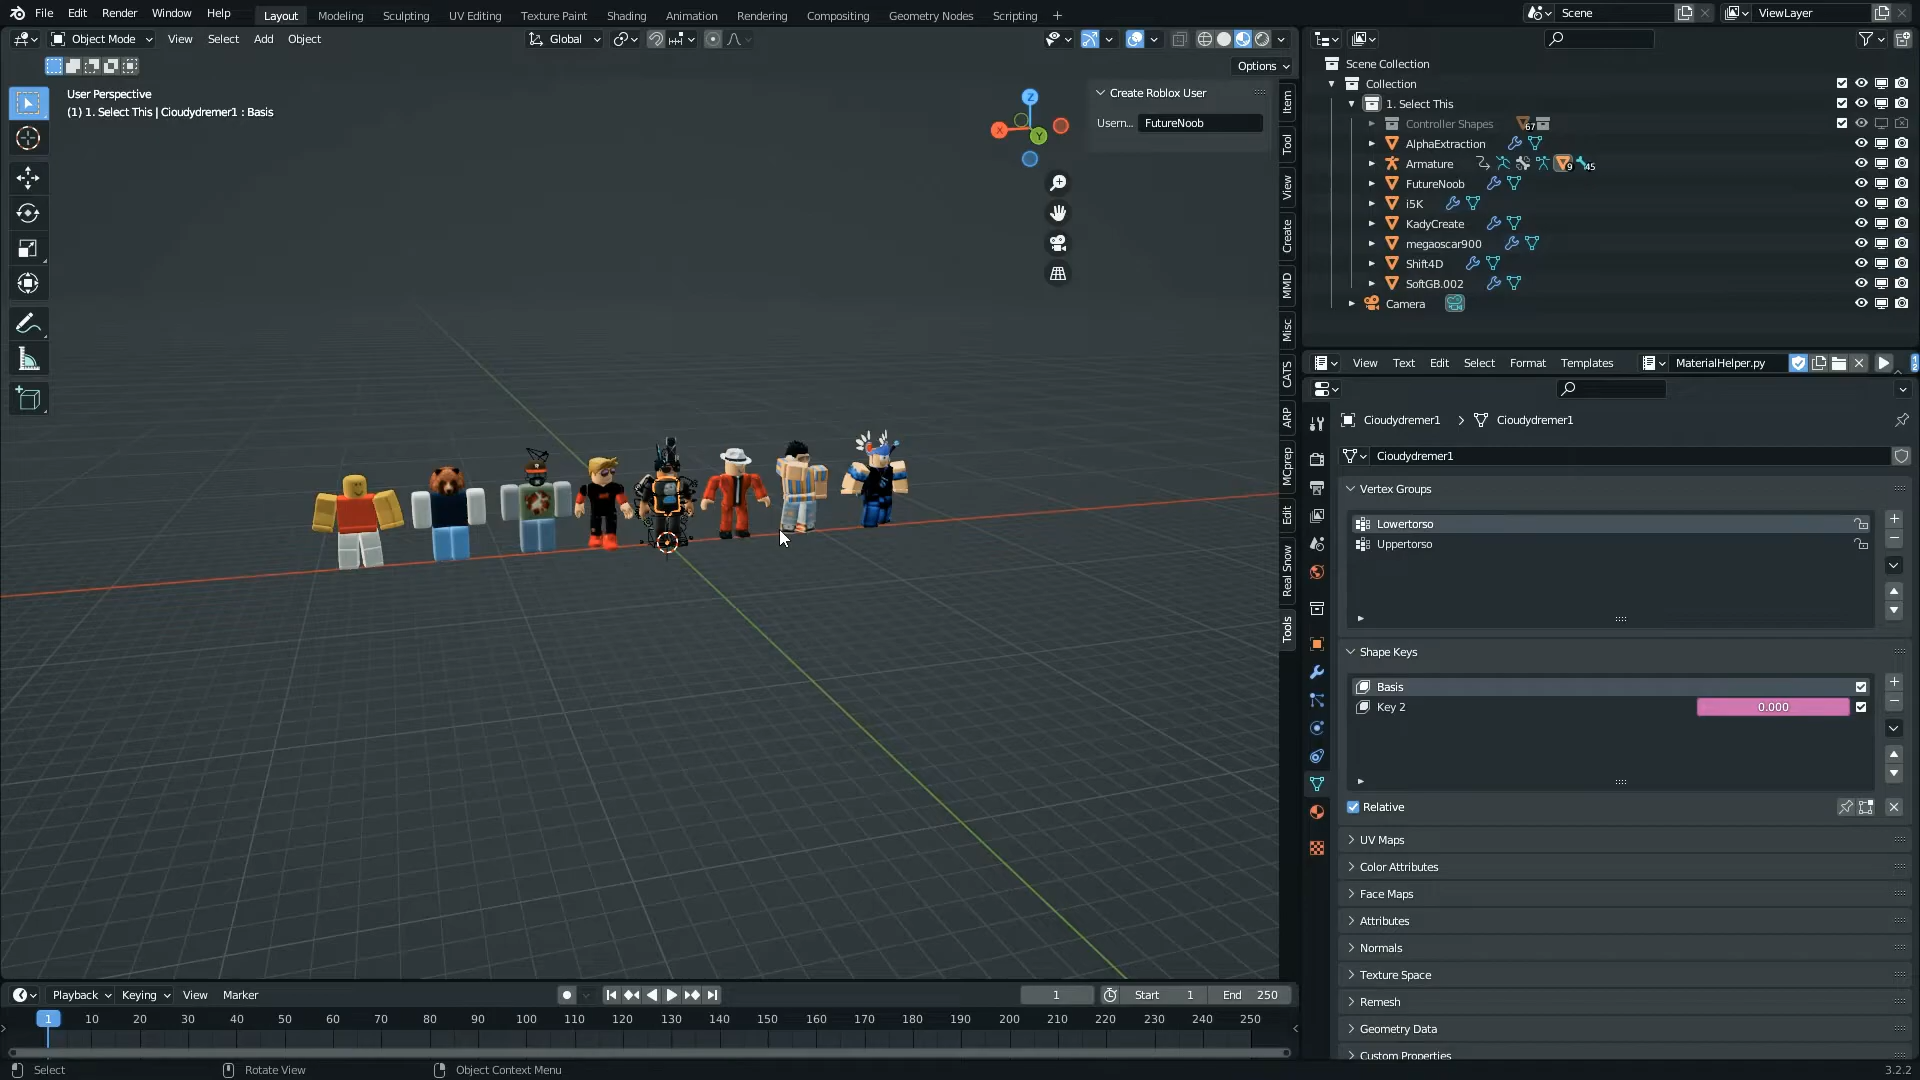 File Edit Render Window Help Layout Modeling Sculpting UV Editing Texture Paint Shading Animation Rendering Compositing Geometry Nodes Scripting + Scene ViewLayer
Object Mode View Select Add Object Global
Options
User Perspective
(1) 1. Select This | Cioudydremer1 : Basis
Create Roblox User
Usern... FutureNoob
Z
X
Y
Item
Tool
View
Create
MMD
Misc
CATS
ARP
MCprep
Edit
Real Snow
Tools
Scene Collection
Collection
1. Select This
Controller Shapes 67
AlphaExtraction
Armature 9 45
FutureNoob
i5K
KadyCreate
megaoscar900
Shift4D
SoftGB.002
Camera
View Text Edit Select Format Templates MaterialHelper.py
Cioudydremer1 > Cioudydremer1
Cioudydremer1
Vertex Groups
Lowertorso
Uppertorso
Shape Keys
Basis
Key 2 0.000
Relative
UV Maps
Color Attributes
Face Maps
Attributes
Normals
Texture Space
Remesh
Geometry Data
Custom Properties
Playback Keying View Marker 1 Start 1 End 250
1 10 20 30 40 50 60 70 80 90 100 110 120 130 140 150 160 170 180 190 200 210 220 230 240 250
Select Rotate View Object Context Menu 3.2.2